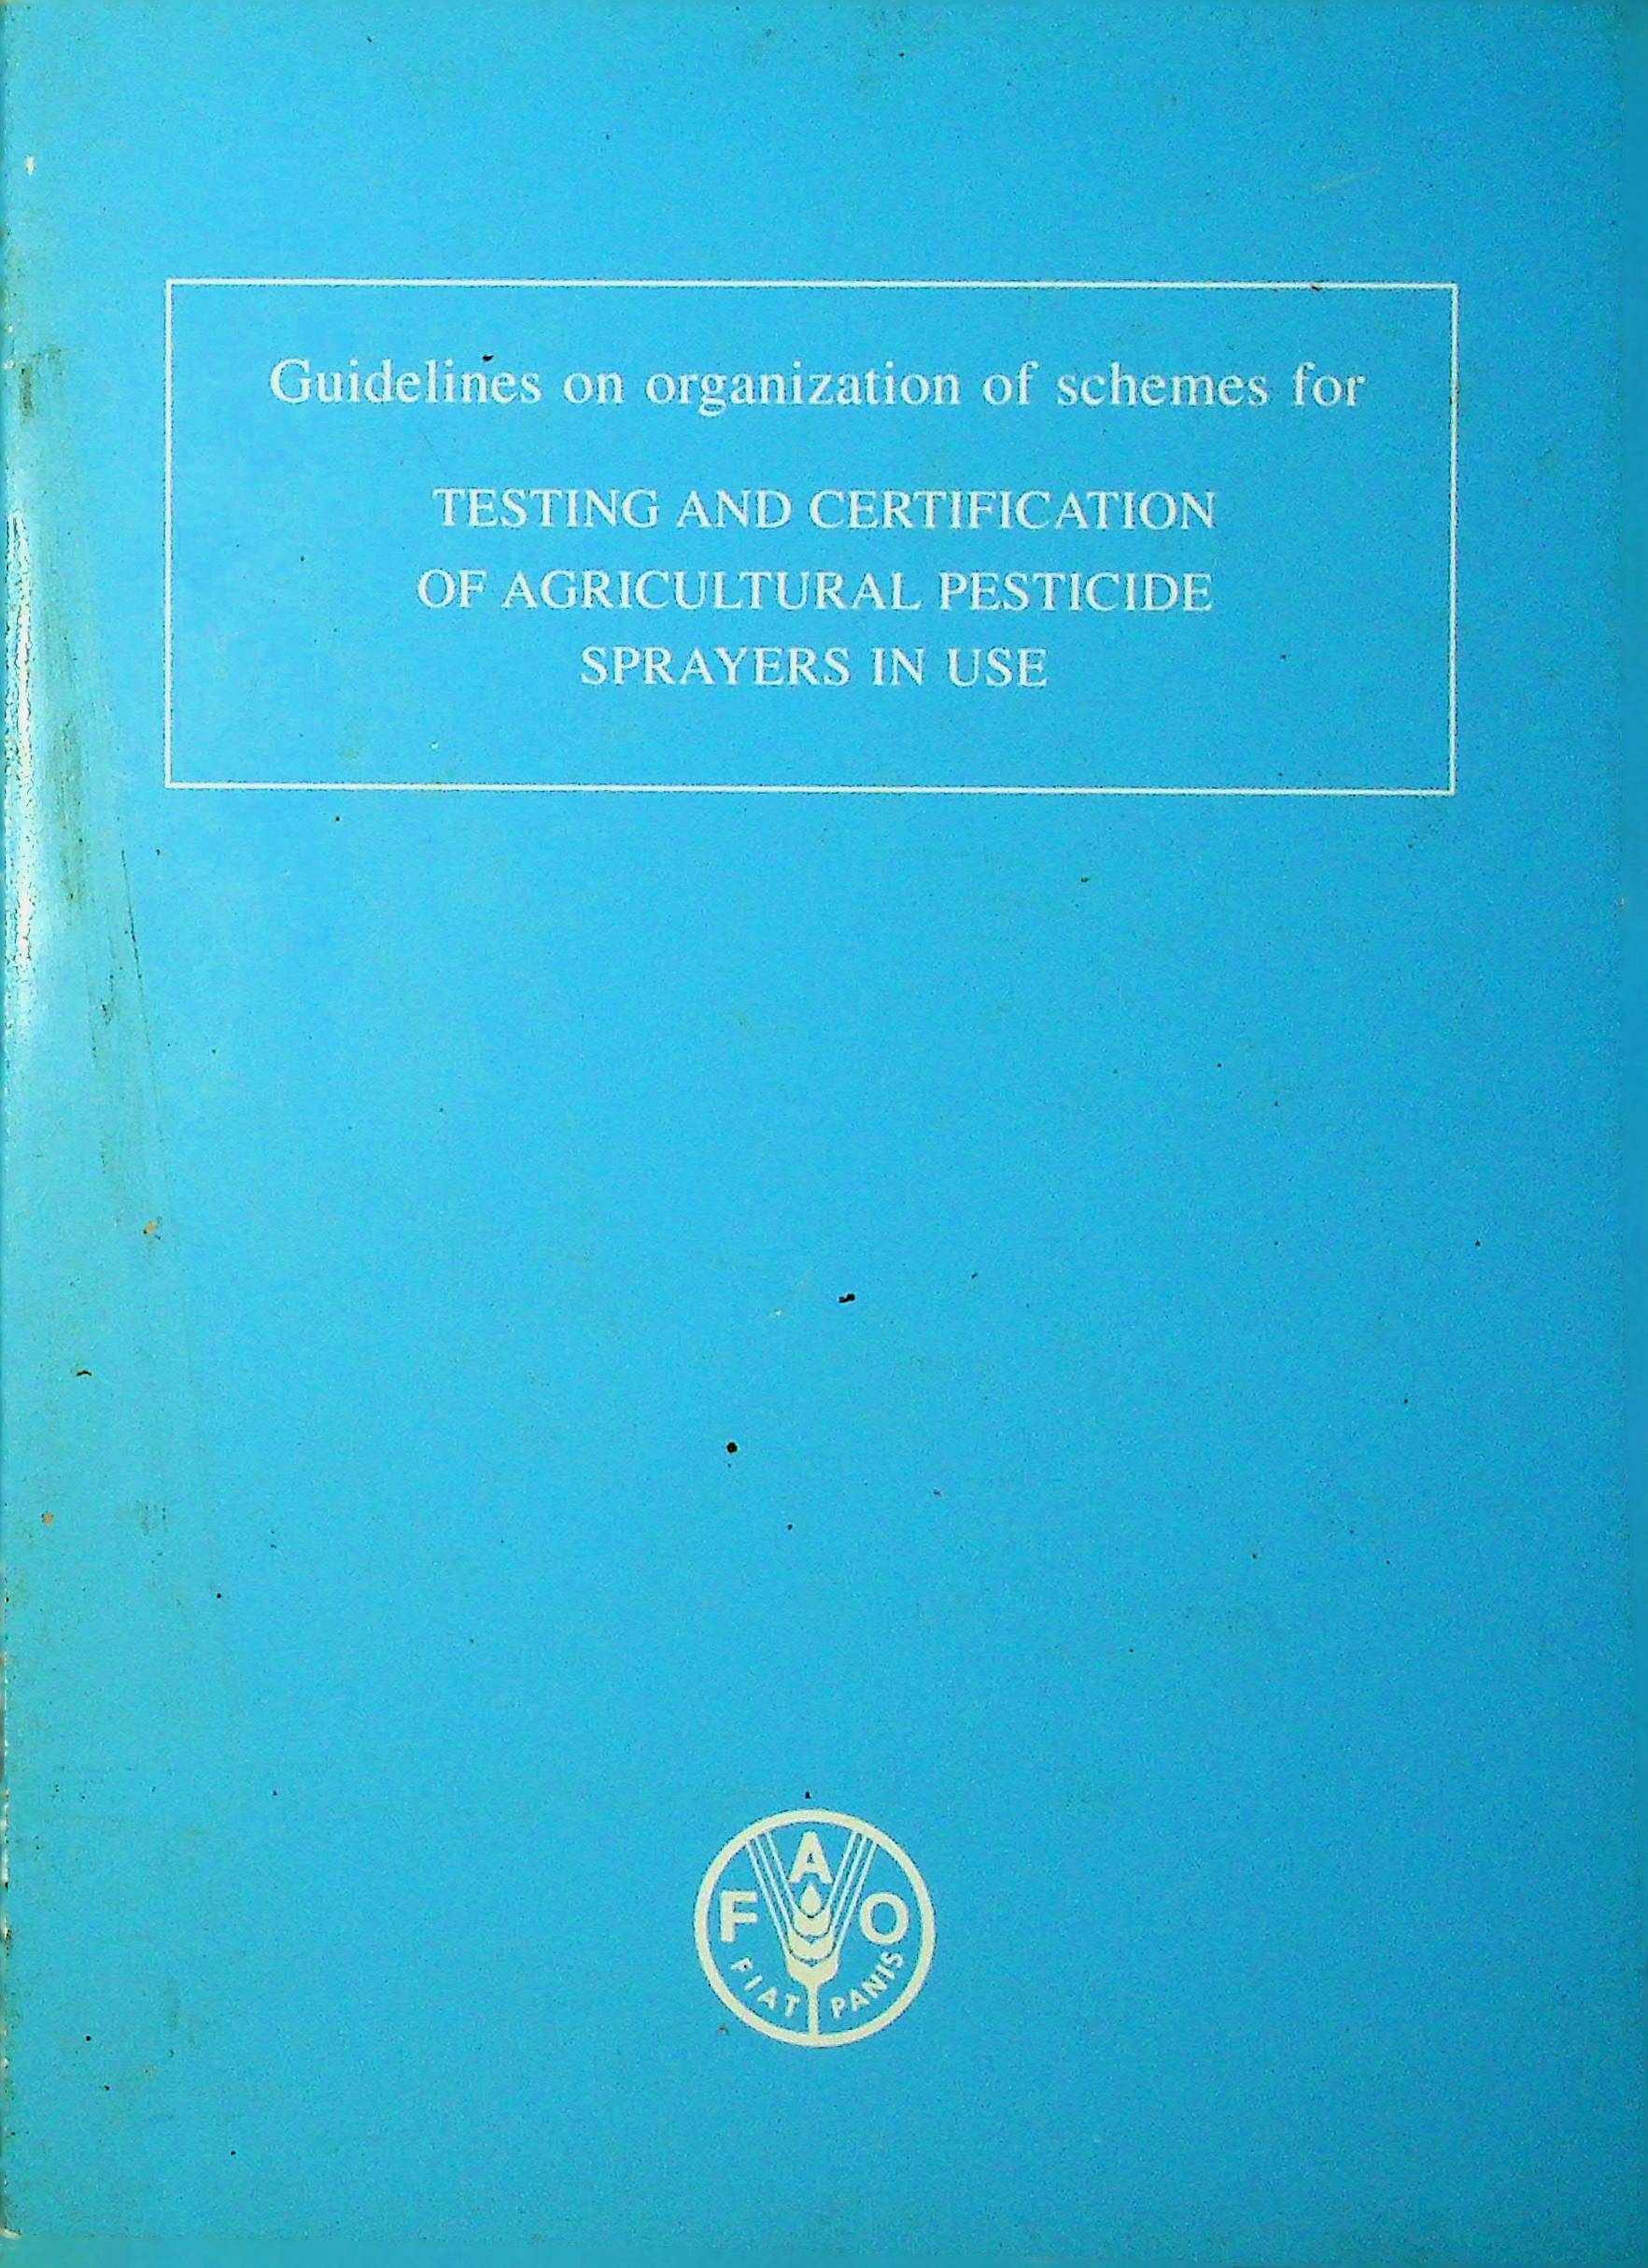 Guidelines on organization of schemes for
TESTING AND CERTIFICATION
OF AGRICULTURAL PESTICIDE
SPRAYERS IN USE
F A O
FIAT PANIS